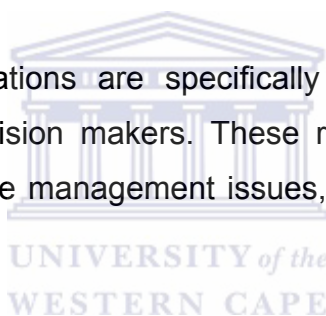 ations are specifically
ision makers. These r
e management issues,
UNIVERSITY of the
WESTERN CAPE